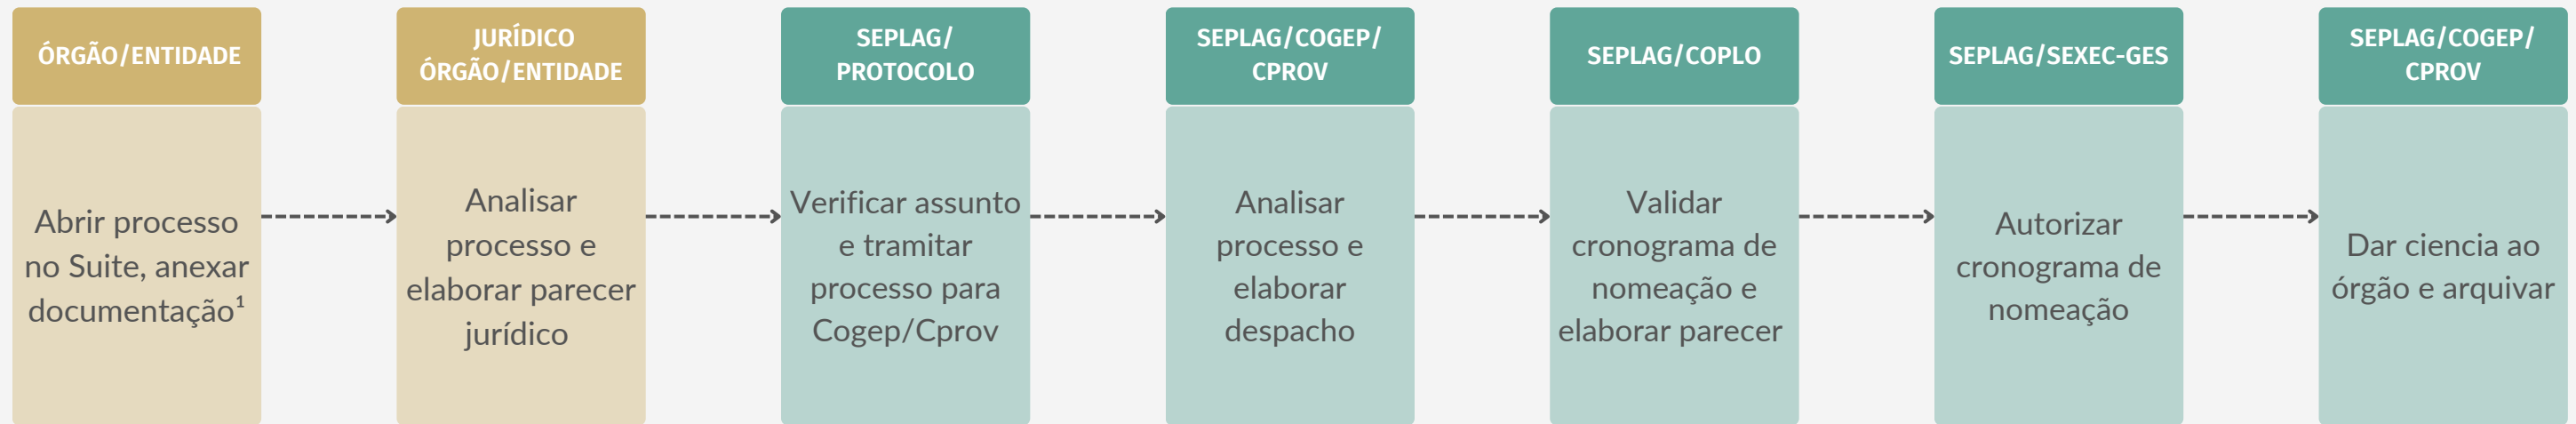 ÓRGÃO/ENTIDADE
Abrir processo
no Suite, anexar
documentação¹
JURÍDICO
ÓRGÃO/ENTIDADE
Analisar
processo e
elaborar parecer
jurídico
SEPLAG/
PROTOCOLO
Verificar assunto
e tramitar
processo para
Cogep/Cprov
SEPLAG/COGEP/
CPROV
Analisar
processo e
elaborar
despacho
SEPLAG/COPLO
Validar
cronograma de
nomeação e
elaborar parecer
SEPLAG/SEXEC-GES
Autorizar
cronograma de
nomeação
SEPLAG/COGEP/
CPROV
Dar ciencia ao
órgão e arquivar